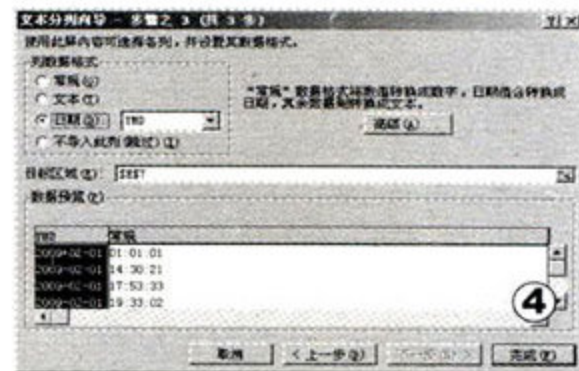 文本分列向导 - 步骤之 3 (共 3 步)
使用此屏内容可选择各列，并设置其数据格式。
列数据格式
常规(G)
文本(T)
日期(D): YMD
不导入此列(跳过)(I)
"常规"数据格式将数值转换成数字，日期值会转换成日期，其余数据则转换成文本。
高级(A)...
目标区域(E): $E$7
数据预览(P)
YMD 常规
2009-02-01 01:01:01
2009-02-01 14:30:21
2009-02-01 17:53:33
2009-02-01 19:33:02
④
取消 < 上一步(B) 下一步(N) > 完成(F)